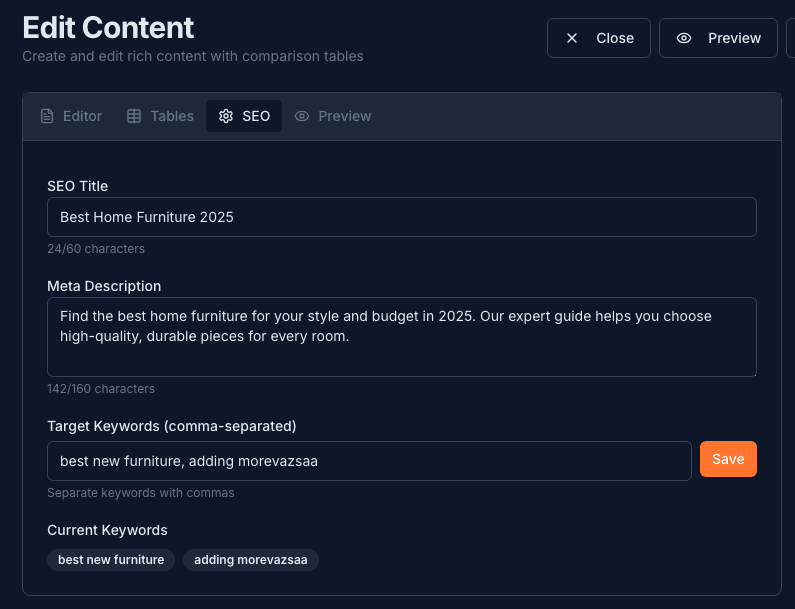 Edit Content
Create and edit rich content with comparison tables
Close
Preview
Editor
Tables
SEO
Preview
SEO Title
Best Home Furniture 2025
24/60 characters
Meta Description
Find the best home furniture for your style and budget in 2025. Our expert guide helps you choose
high-quality, durable pieces for every room.
142/160 characters
Target Keywords (comma-separated)
best new furniture, adding morevazsaa
Save
Separate keywords with commas
Current Keywords
best new furniture
adding morevazsaa